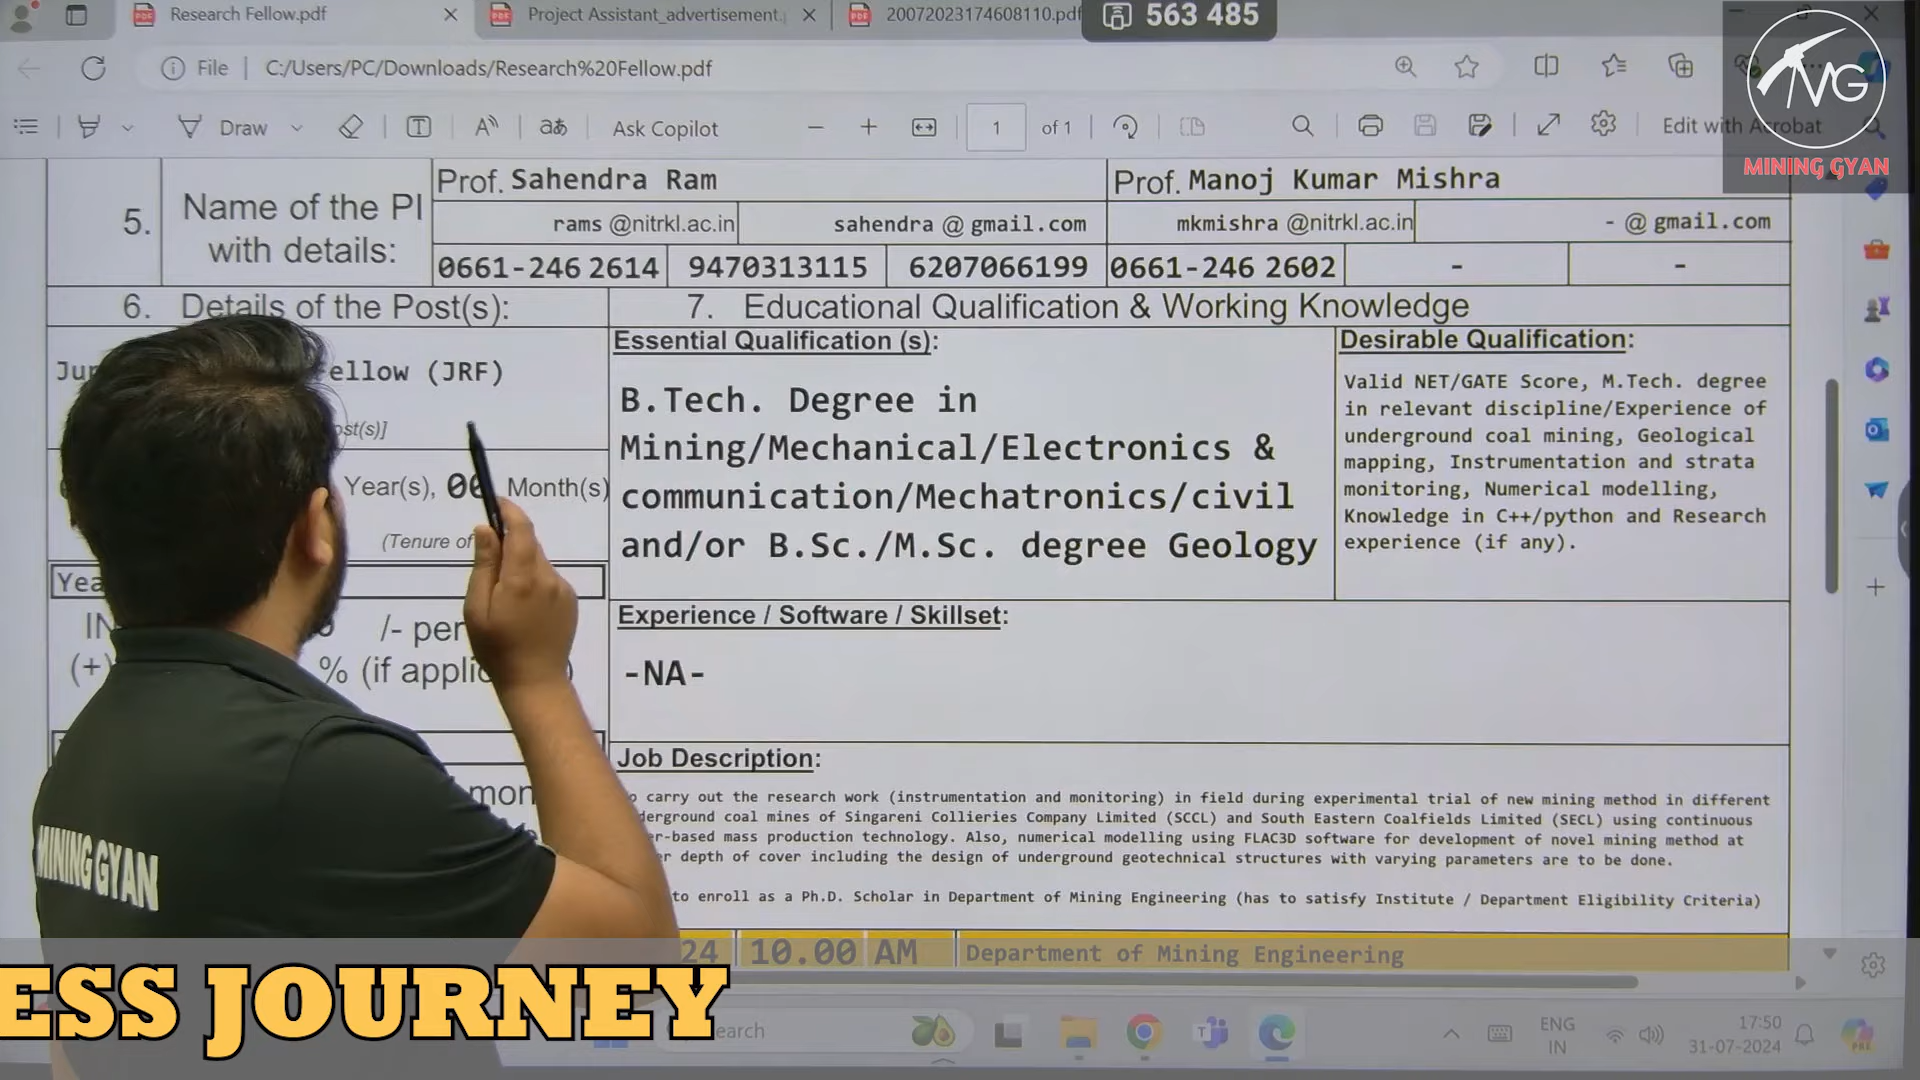 Research Fellow.pdf
Project Assistant_advertisement.
20072023174608110.pdf
563 485
File
C:/Users/PC/Downloads/Research%20Fellow.pdf
Draw
Ask Copilot
1 of 1
Edit with Acrobat
MG
MINING GYAN
5. Name of the PI with details:
Prof. Sahendra Ram
Prof. Manoj Kumar Mishra
rams @nitrkl.ac.in
sahendra @ gmail.com
mkmishra @nitrkl.ac.in
- @ gmail.com
0661-246 2614
9470313115
6207066199
0661-246 2602
-
-
6. Details of the Post(s):
7. Educational Qualification & Working Knowledge
ellow (JRF)
ost(s)]
Year(s), 00 Month(s)
(Tenure of
Essential Qualification (s):
B.Tech. Degree in
Mining/Mechanical/Electronics &
communication/Mechatronics/civil
and/or B.Sc./M.Sc. degree Geology
Desirable Qualification:
Valid NET/GATE Score, M.Tech. degree
in relevant discipline/Experience of
underground coal mining, Geological
mapping, Instrumentation and strata
monitoring, Numerical modelling,
Knowledge in C++/python and Research
experience (if any).
/- per
(+)
% (if applic
Experience / Software / Skillset:
-NA-
Job Description:
carry out the research work (instrumentation and monitoring) in field during experimental trial of new mining method in different
derground coal mines of Singareni Collieries Company Limited (SCCL) and South Eastern Coalfields Limited (SECL) using continuous
er-based mass production technology. Also, numerical modelling using FLAC3D software for development of novel mining method at
er depth of cover including the design of underground geotechnical structures with varying parameters are to be done.
to enroll as a Ph.D. Scholar in Department of Mining Engineering (has to satisfy Institute / Department Eligibility Criteria)
24
10.00 AM
Department of Mining Engineering
MINING GYAN
ESS JOURNEY
earch
ENG
IN
17:50
31-07-2024